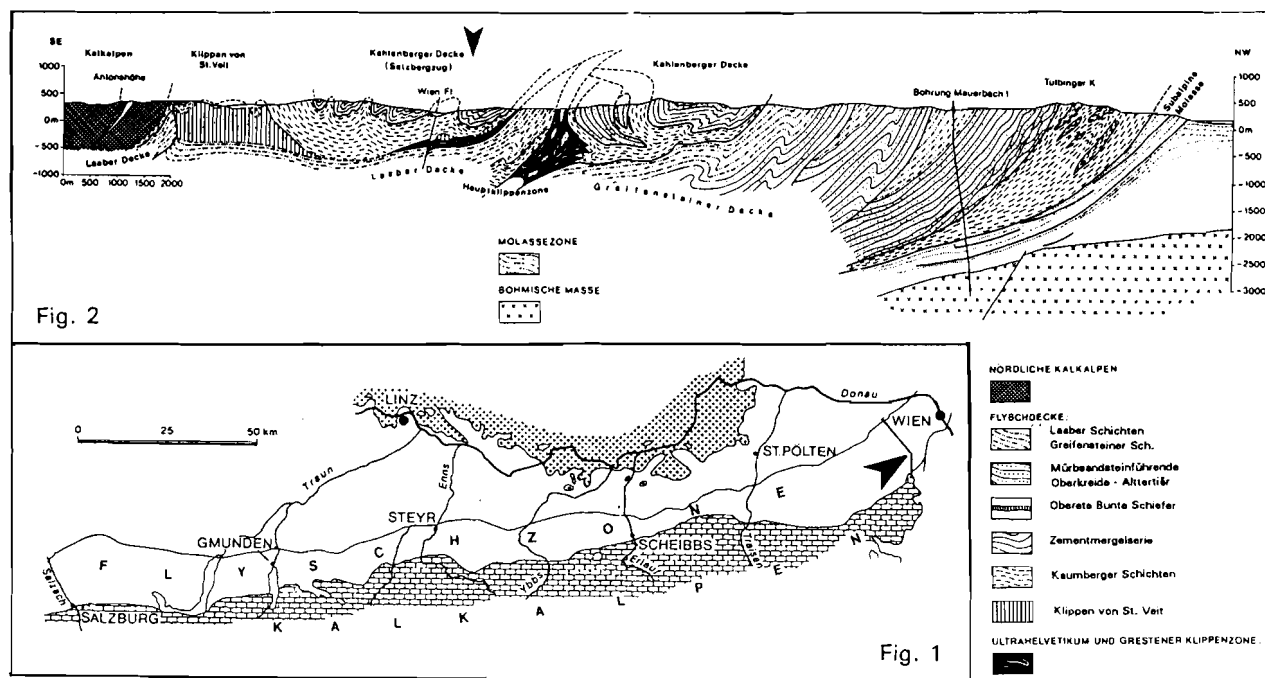 SE
NW
Kalkalpen
Antonshöhe
Klippen von
St. Veit
Kahlenberger Decke
(Satzbergzug)
Wien Fl.
Kahlenberger Decke
Bohrung Mauerbach 1
Tulbinger K
Subalpine
Molasse
1000
500
0m
-500
-1000
0m 500 1000 2000
Laaber Decke
Laaber Decke
Hauptklippenzone
Greifensteiner Decke
1000
500
0m
-500
-1000
-1500
-2000
-2500
-3000
MOLASSEZONE
BÖHMISCHE MASSE
Fig. 2
0 25 50 km
LINZ
Donau
WIEN
Traun
Enns
ST.PÖLTEN
STEYR
GMUNDEN
SCHEIBBS
Salzach
Ybbs
Erlauf
Traisen
SALZBURG
F L Y S C H Z O N E
K A L K A L P E N
Fig. 1
NÖRDLICHE KALKALPEN
FLYSCHDECKE:
Laaber Schichten
Greifensteiner Sch.
Mürbsandsteinführende
Oberkreide - Alttertiär
Oberste Bunte Schiefer
Zementmergelserie
Kaumberger Schichten
Klippen von St. Veit
ULTRAHELVETIKUM UND GRESTENER KLIPPENZONE: